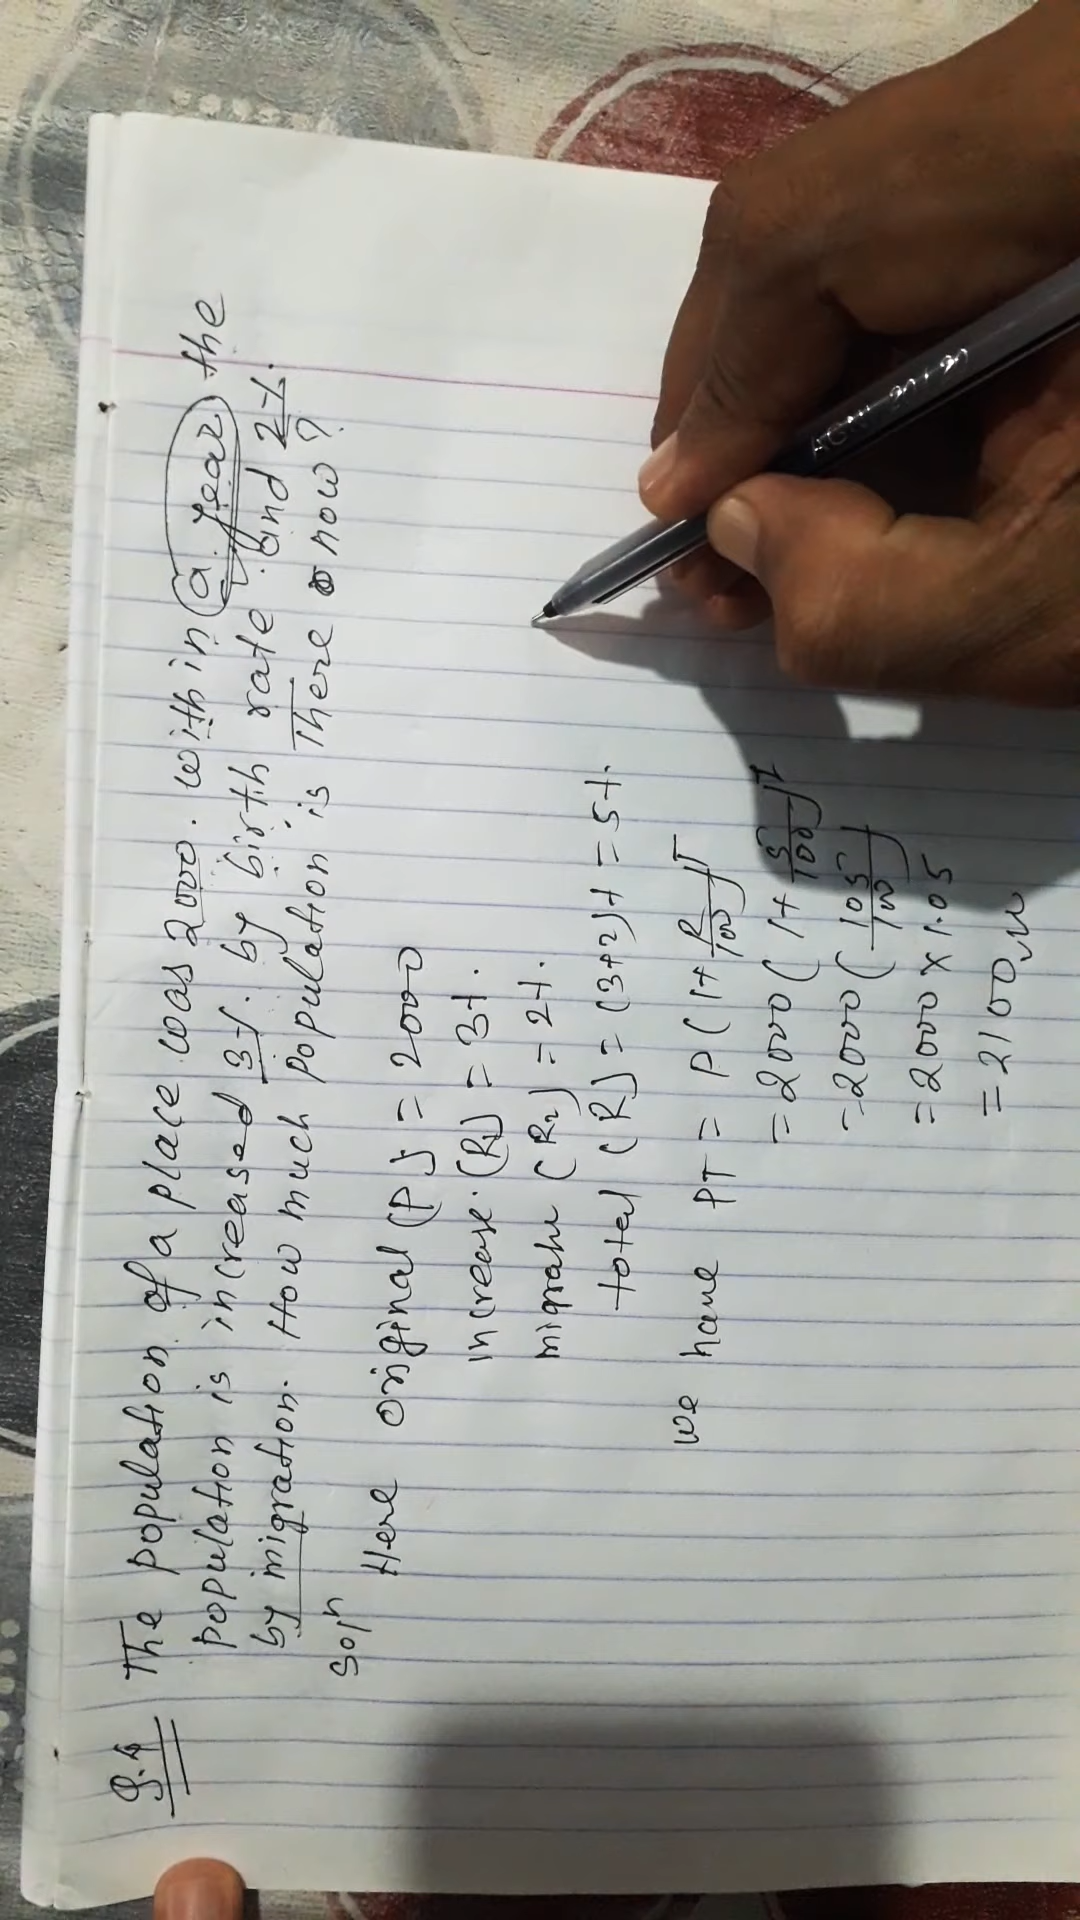 Q.4 The population of a place was 2000. within a year the
population is increased 3%. by birth rate and 2%.
by migration. How much population is There now?
Soln Here original (P) = 2000
increase (R1) = 3%.
migrate (R2) = 2%.
total (R) = (3+2)% = 5%.
we have PT = P(1+R/100)^T
= 2000(1+5/100)^1
= 2000(105/100)
= 2000 × 1.05
= 2100